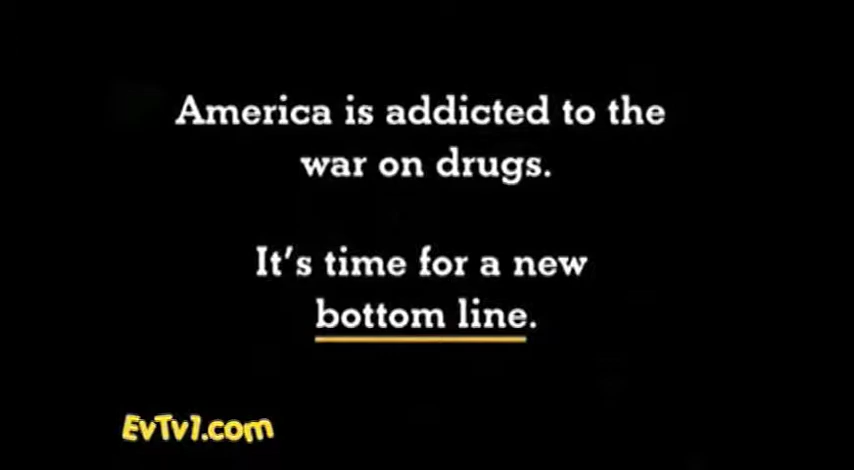 America is addicted to the
war on drugs.
It's time for a new
bottom line.
EvTv1.com